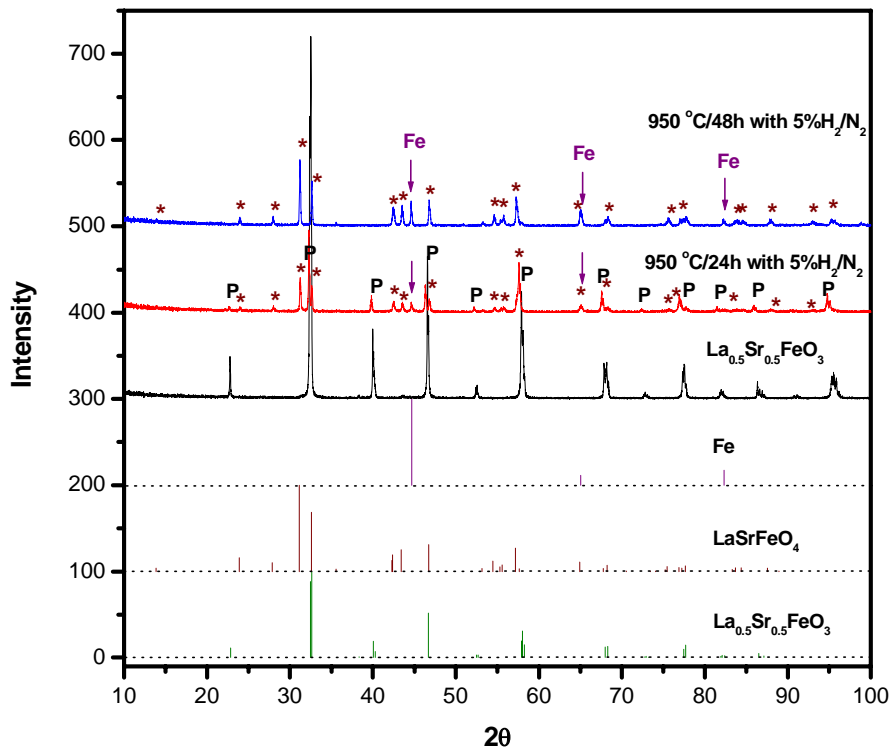 700
950 °C/48h with 5%H₂/N₂
Fe
Fe
Fe
600
* * * * * * * * * * * * * * * * * * * *
500
P
P
950 °C/24h with 5%H₂/N₂
P * * * * P * * P * * * * P * P P * * P P * P * * P
400
La₀.₅Sr₀.₅FeO₃
300
Fe
200
LaSrFeO₄
100
La₀.₅Sr₀.₅FeO₃
0
10 20 30 40 50 60 70 80 90 100
2θ
Intensity